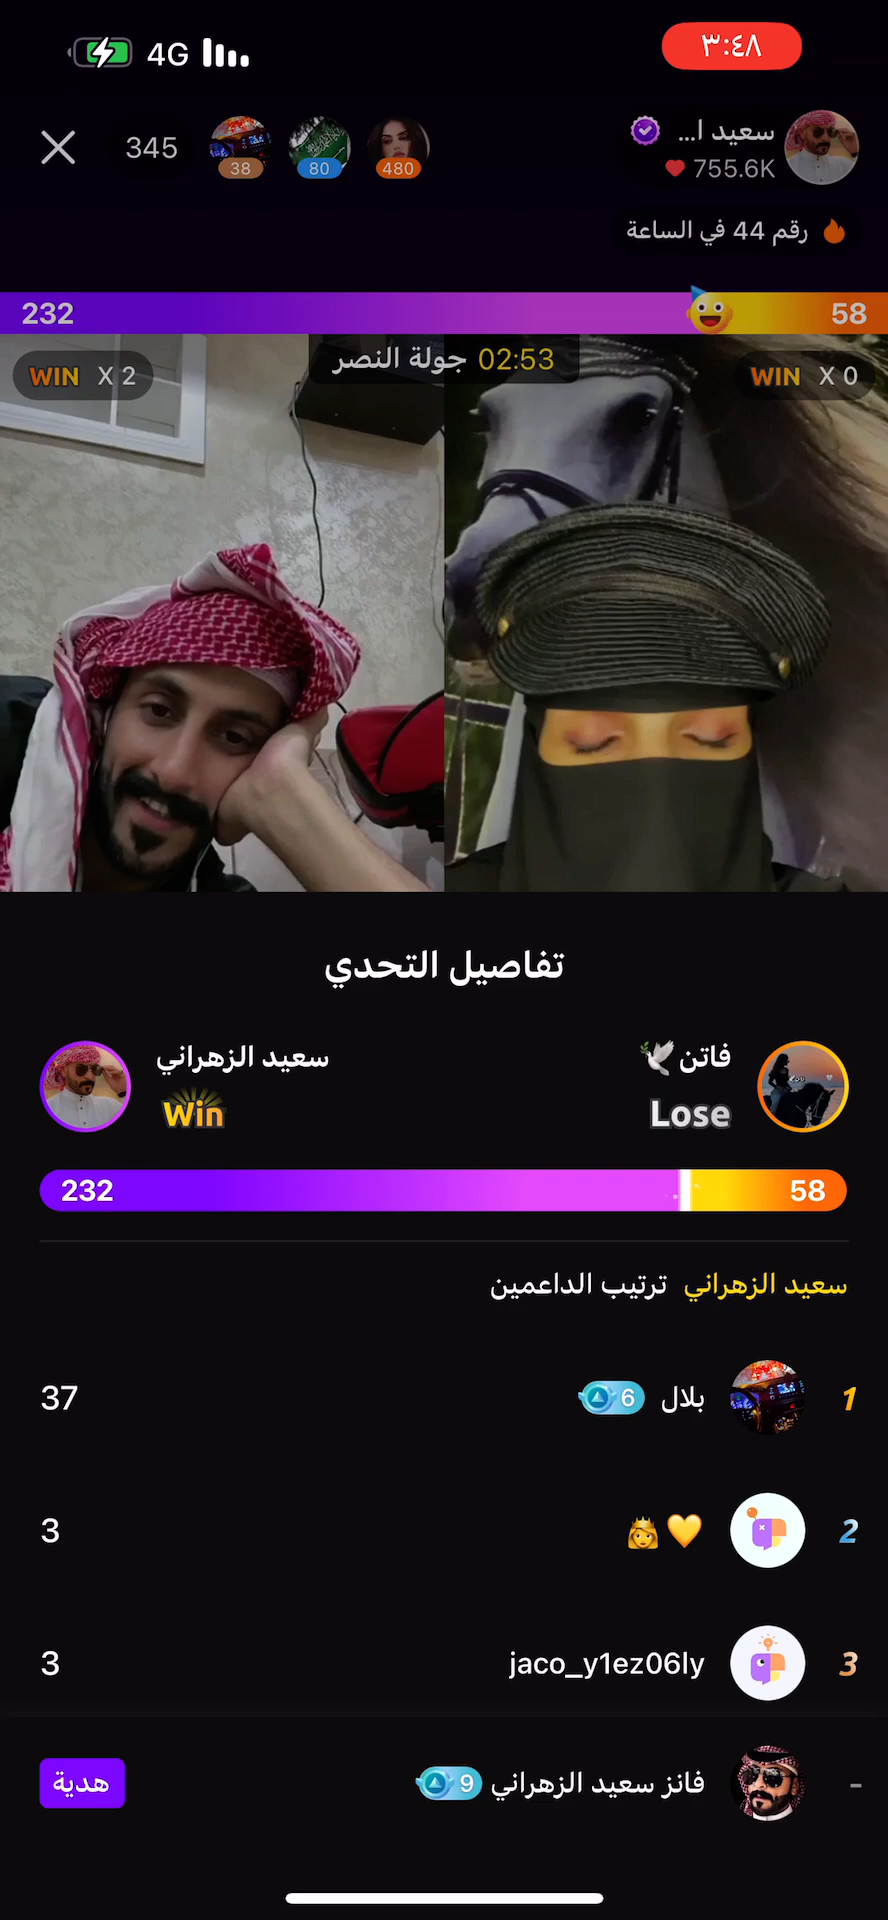 4G
٣:٤٨
345
38
80
480
سعيد ا...
755.6K
رقم 44 في الساعة
232
58
WIN X 2
جولة النصر 02:53
WIN X 0
تفاصيل التحدي
سعيد الزهراني
Win
فاتن 🕊
Lose
232
58
سعيد الزهراني ترتيب الداعمين
1
بلال 6
37
2
💛👸
3
3
jaco_y1ez06ly
3
-
فانز سعيد الزهراني 9
هدية